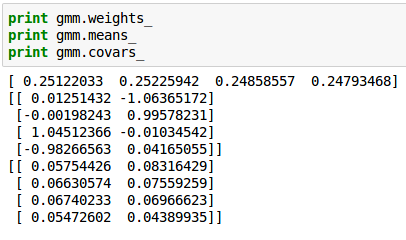 print gmm.weights_
print gmm.means_
print gmm.covars_
[ 0.25122033  0.25225942  0.24858557  0.24793468]
[[ 0.01251432 -1.06365172]
 [-0.00198243  0.99578231]
 [ 1.04512366 -0.01034542]
 [-0.98266563  0.04165055]]
[[ 0.05754426  0.08316429]
 [ 0.06630574  0.07559259]
 [ 0.06740233  0.06966623]
 [ 0.05472602  0.04389935]]